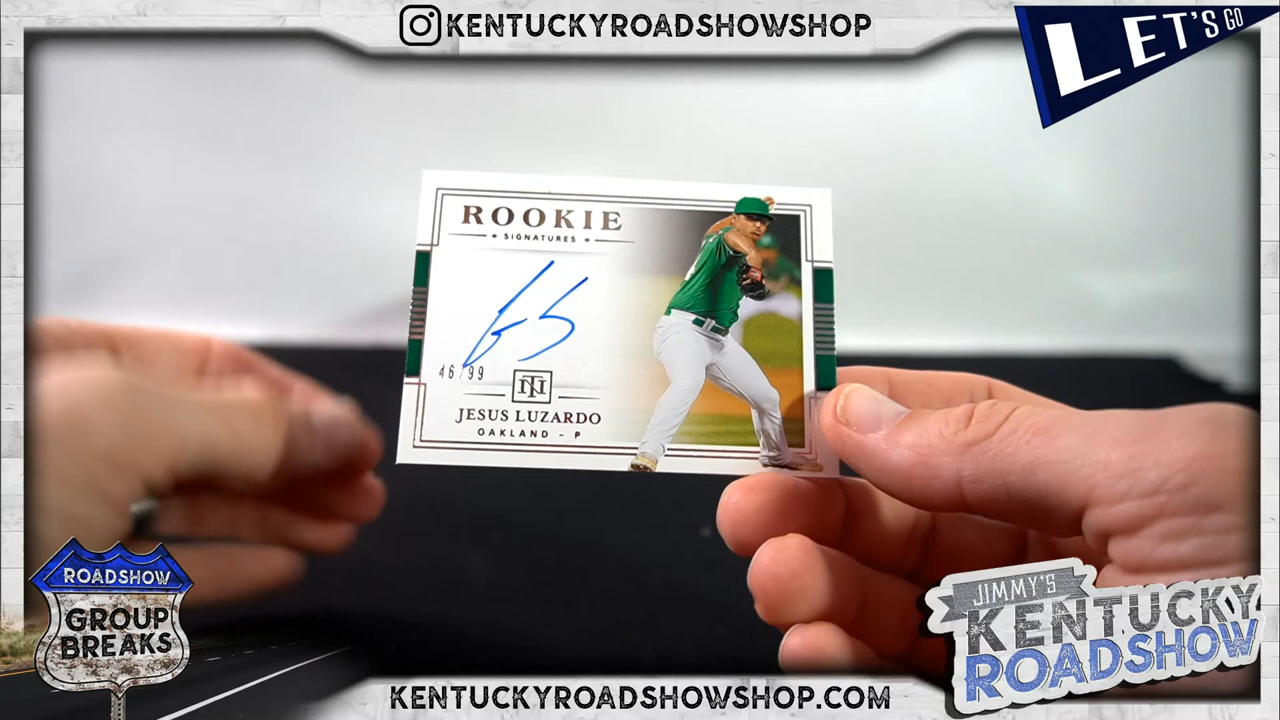 KENTUCKYROADSHOWSHOP
LET'S GO
ROOKIE
SIGNATURES
46/99
JESUS LUZARDO
OAKLAND - P
ROADSHOW
GROUP
BREAKS
JIMMY'S
KENTUCKY
ROADSHOW
KENTUCKYROADSHOWSHOP.COM